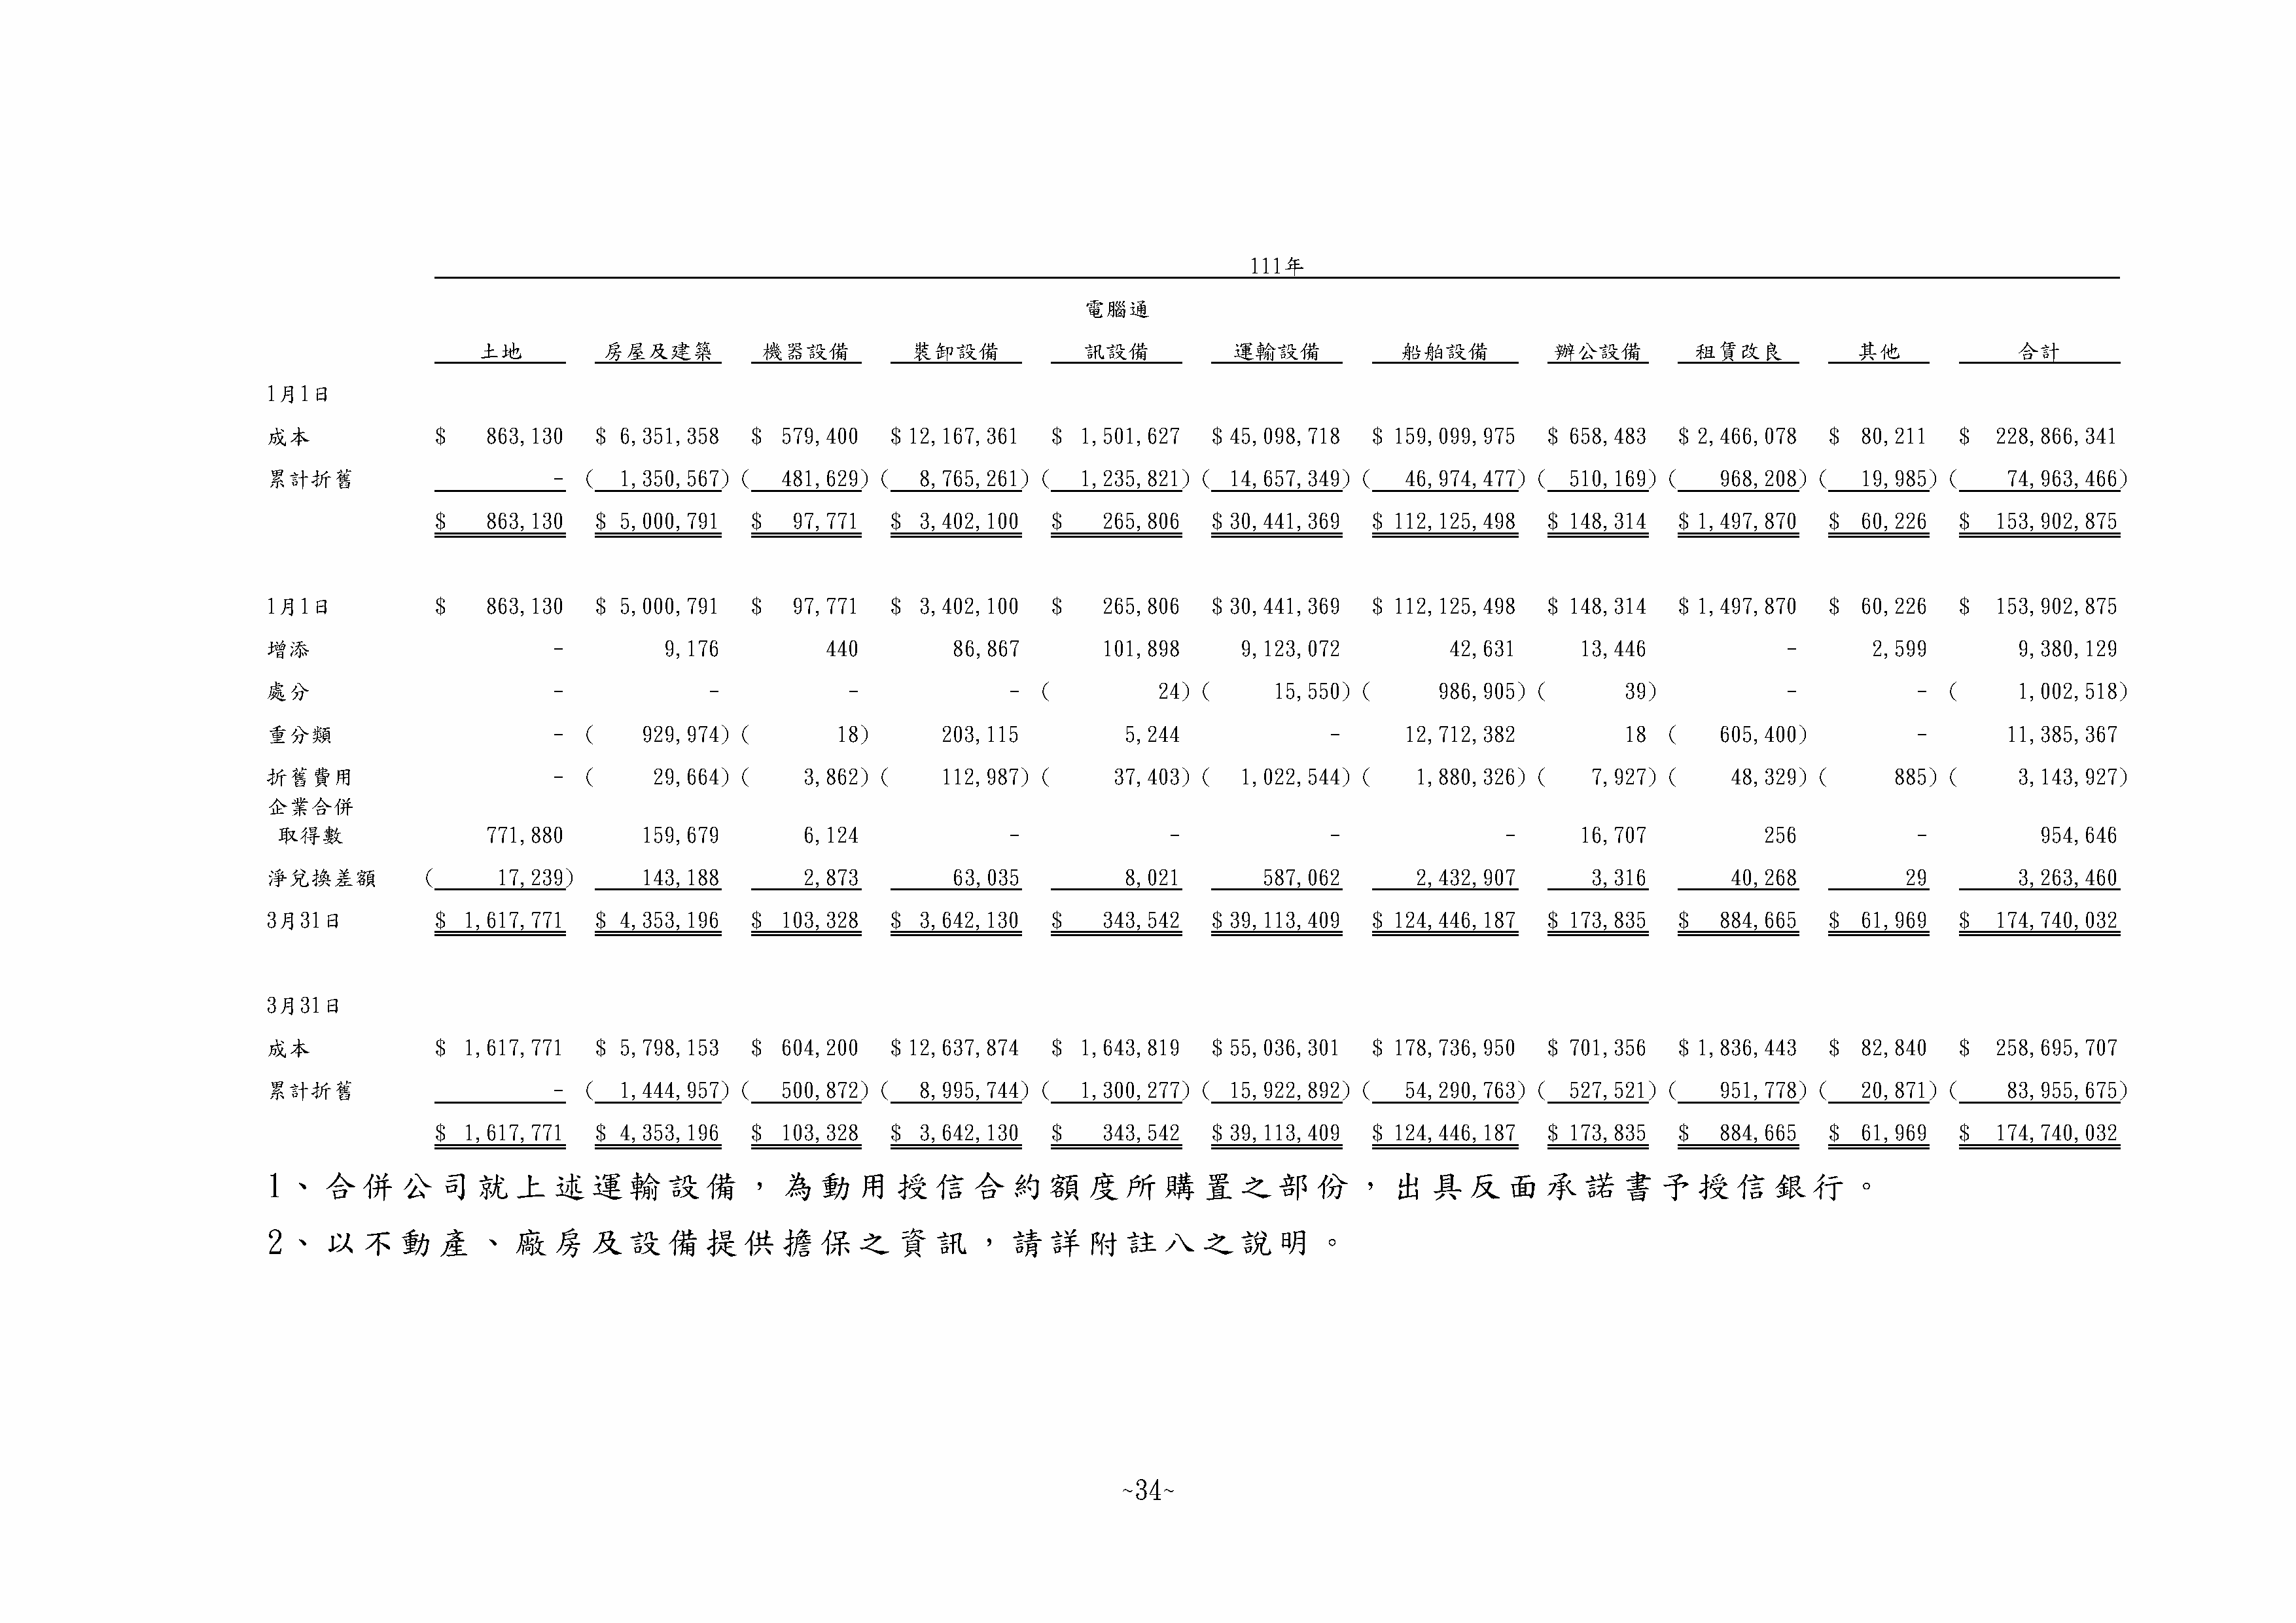 111年
電腦通
土地 房屋及建築 機器設備 裝卸設備 訊設備 運輸設備 船舶設備 辦公設備 租賃改良 其他 合計
1月1日
成本 $ 863,130 $ 6,351,358 $ 579,400 $ 12,167,361 $ 1,501,627 $ 45,098,718 $ 159,099,975 $ 658,483 $ 2,466,078 $ 80,211 $ 228,866,341
累計折舊 - ( 1,350,567) ( 481,629) ( 8,765,261) ( 1,235,821) ( 14,657,349) ( 46,974,477) ( 510,169) ( 968,208) ( 19,985) ( 74,963,466)
$ 863,130 $ 5,000,791 $ 97,771 $ 3,402,100 $ 265,806 $ 30,441,369 $ 112,125,498 $ 148,314 $ 1,497,870 $ 60,226 $ 153,902,875
1月1日 $ 863,130 $ 5,000,791 $ 97,771 $ 3,402,100 $ 265,806 $ 30,441,369 $ 112,125,498 $ 148,314 $ 1,497,870 $ 60,226 $ 153,902,875
增添 - 9,176 440 86,867 101,898 9,123,072 42,631 13,446 - 2,599 9,380,129
處分 - - - - ( 24) ( 15,550) ( 986,905) ( 39) - - ( 1,002,518)
重分類 - ( 929,974) ( 18) 203,115 5,244 - 12,712,382 18 ( 605,400) - 11,385,367
折舊費用 - ( 29,664) ( 3,862) ( 112,987) ( 37,403) ( 1,022,544) ( 1,880,326) ( 7,927) ( 48,329) ( 885) ( 3,143,927)
企業合併
取得數 771,880 159,679 6,124 - - - - 16,707 256 - 954,646
淨兌換差額 ( 17,239) 143,188 2,873 63,035 8,021 587,062 2,432,907 3,316 40,268 29 3,263,460
3月31日 $ 1,617,771 $ 4,353,196 $ 103,328 $ 3,642,130 $ 343,542 $ 39,113,409 $ 124,446,187 $ 173,835 $ 884,665 $ 61,969 $ 174,740,032
3月31日
成本 $ 1,617,771 $ 5,798,153 $ 604,200 $ 12,637,874 $ 1,643,819 $ 55,036,301 $ 178,736,950 $ 701,356 $ 1,836,443 $ 82,840 $ 258,695,707
累計折舊 - ( 1,444,957) ( 500,872) ( 8,995,744) ( 1,300,277) ( 15,922,892) ( 54,290,763) ( 527,521) ( 951,778) ( 20,871) ( 83,955,675)
$ 1,617,771 $ 4,353,196 $ 103,328 $ 3,642,130 $ 343,542 $ 39,113,409 $ 124,446,187 $ 173,835 $ 884,665 $ 61,969 $ 174,740,032
1、合併公司就上述運輸設備，為動用授信合約額度所購置之部份，出具反面承諾書予授信銀行。
2、以不動產、廠房及設備提供擔保之資訊，請詳附註八之說明。
~34~